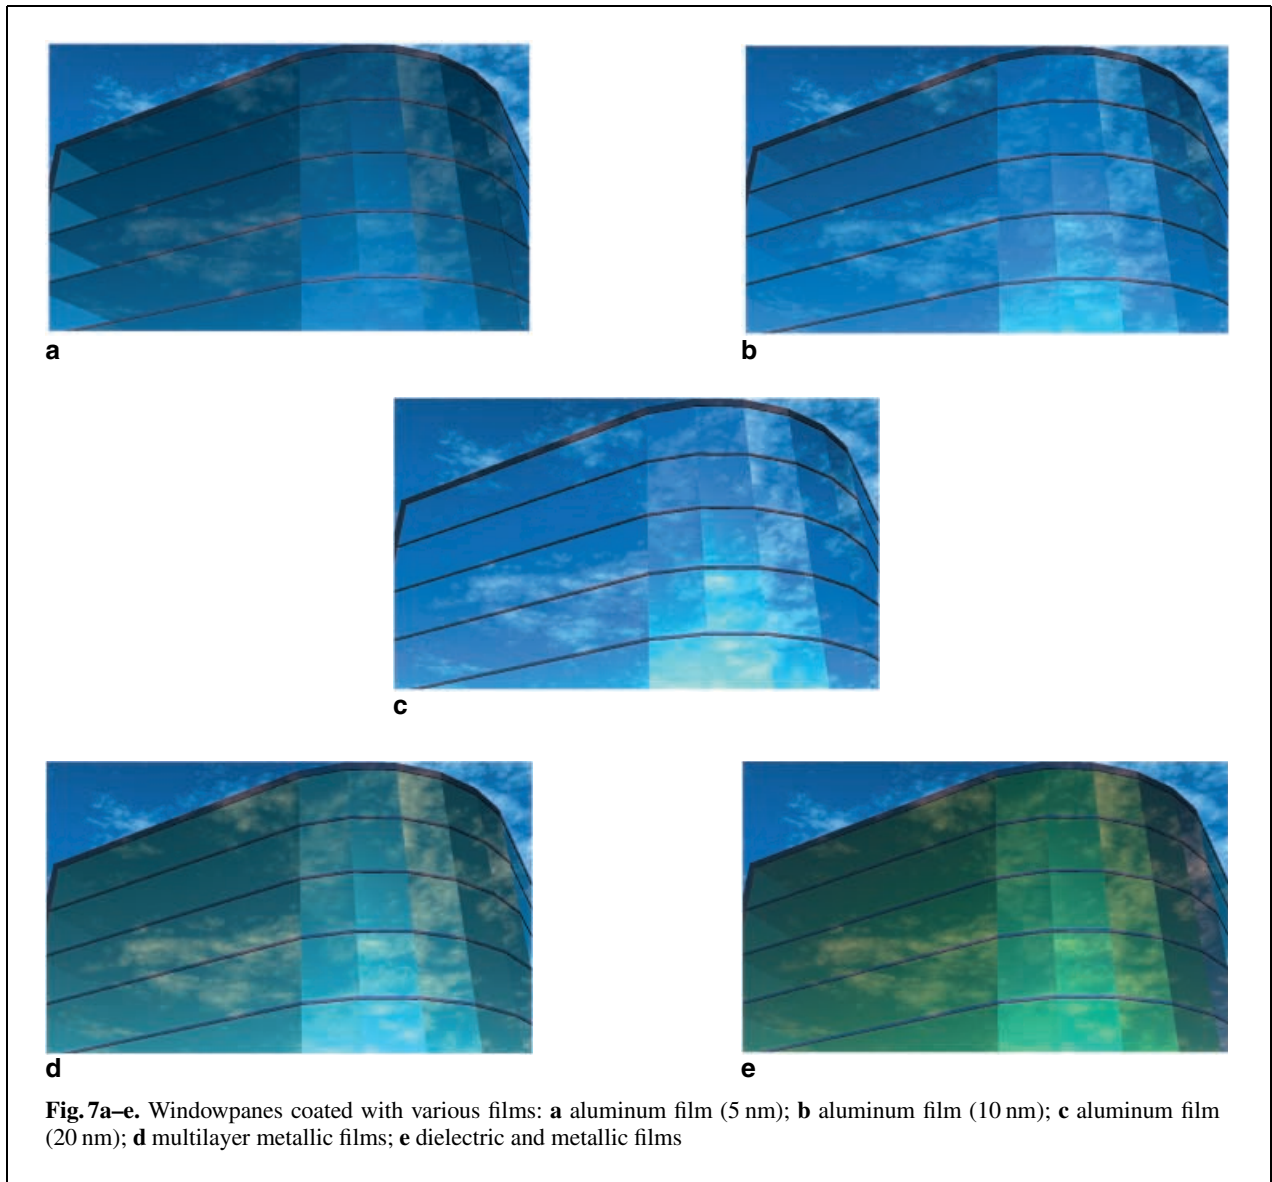 a
b
c
d
e
Fig. 7a–e. Windowpanes coated with various films: a aluminum film (5 nm); b aluminum film (10 nm); c aluminum film
(20 nm); d multilayer metallic films; e dielectric and metallic films